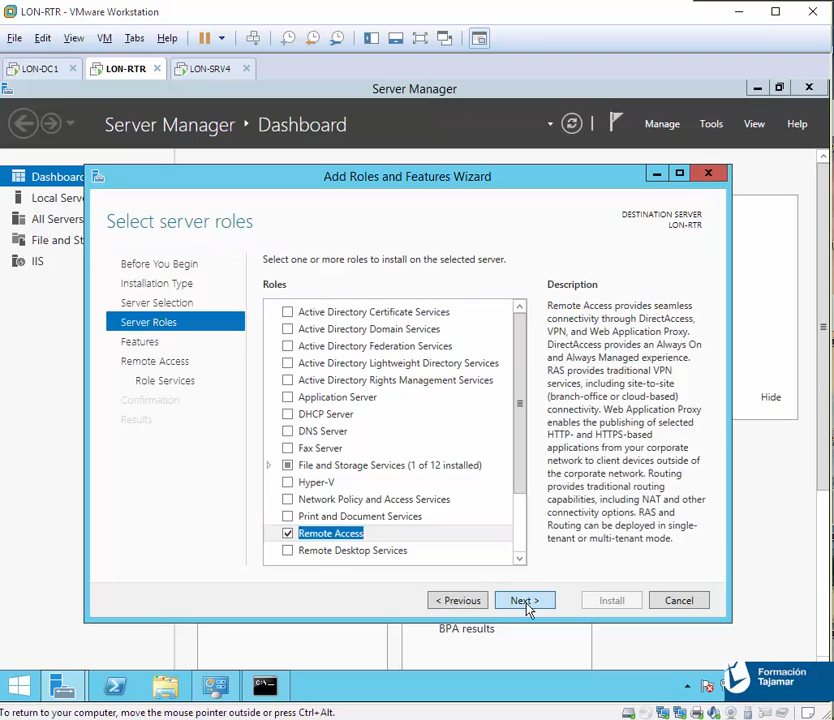 LON-RTR - VMware Workstation
File Edit View VM Tabs Help
LON-DC1 LON-RTR LON-SRV4
Server Manager
Server Manager • Dashboard
Manage Tools View Help
Dashboard
Local Serve
All Servers
File and St
IIS
Add Roles and Features Wizard
Select server roles
DESTINATION SERVER
LON-RTR
Before You Begin
Installation Type
Server Selection
Server Roles
Features
Remote Access
Role Services
Confirmation
Results
Select one or more roles to install on the selected server.
Roles
Active Directory Certificate Services
Active Directory Domain Services
Active Directory Federation Services
Active Directory Lightweight Directory Services
Active Directory Rights Management Services
Application Server
DHCP Server
DNS Server
Fax Server
File and Storage Services (1 of 12 installed)
Hyper-V
Network Policy and Access Services
Print and Document Services
Remote Access
Remote Desktop Services
Description
Remote Access provides seamless
connectivity through DirectAccess,
VPN, and Web Application Proxy.
DirectAccess provides an Always On
and Always Managed experience.
RAS provides traditional VPN
services, including site-to-site
(branch-office or cloud-based)
connectivity. Web Application Proxy
enables the publishing of selected
HTTP- and HTTPS-based
applications from your corporate
network to client devices outside of
the corporate network. Routing
provides traditional routing
capabilities, including NAT and other
connectivity options. RAS and
Routing can be deployed in single-
tenant or multi-tenant mode.
Hide
< Previous Next > Install Cancel
BPA results
Formación
Tajamar
To return to your computer, move the mouse pointer outside or press Ctrl+Alt.